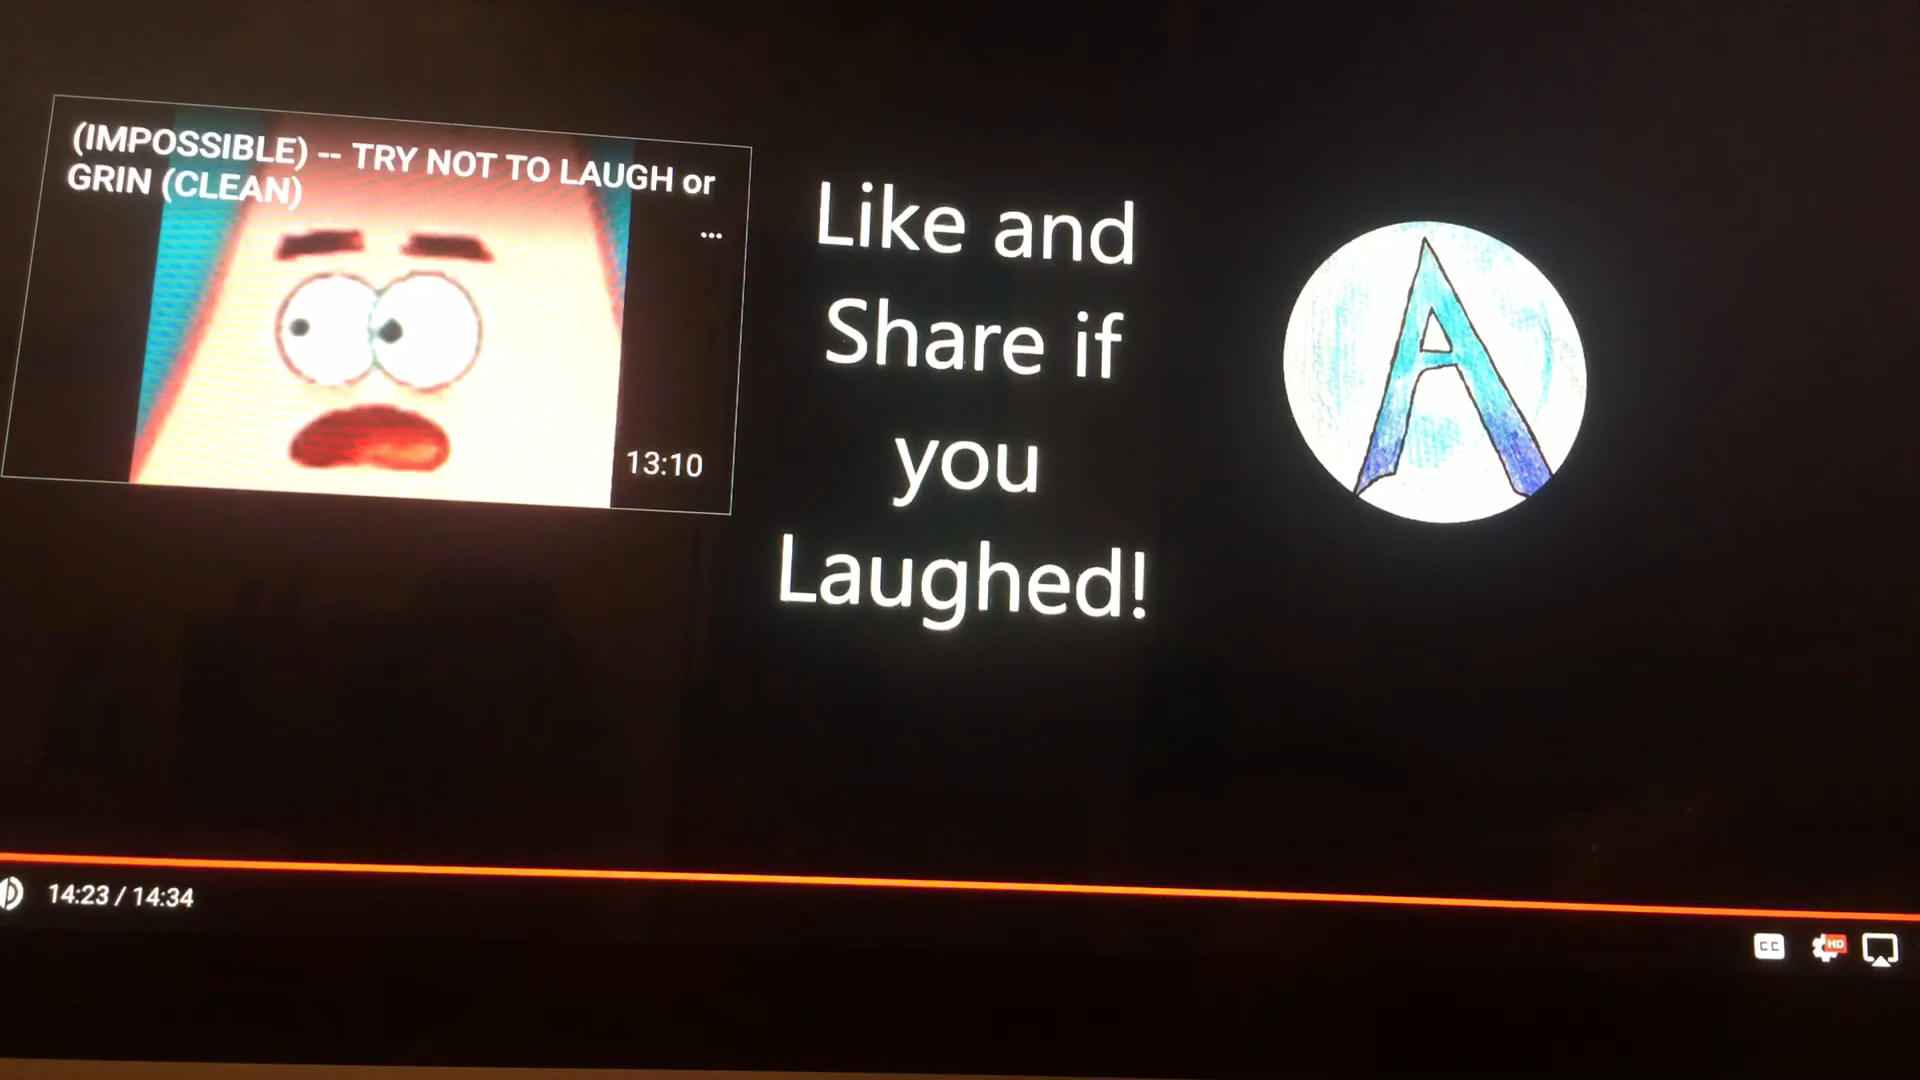 (IMPOSSIBLE) -- TRY NOT TO LAUGH or
GRIN (CLEAN)
...
13:10
Like and
Share if
you
Laughed!
A
14:23 / 14:34
CC
HD